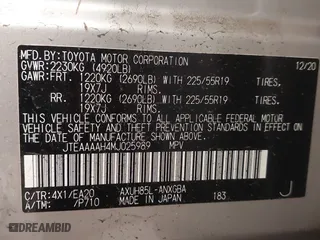 MFD. BY: TOYOTA MOTOR CORPORATION 12/20
GVWR: 2230KG (4920LB)
GAWR: FRT. 1220KG (2690LB) WITH 225/55R19 TIRES.
19X7J RIMS.
RR. 1220KG (2690LB) WITH 225/55R19 TIRES.
19X7J RIMS.
THIS VEHICLE CONFORMS TO ALL APPLICABLE FEDERAL
MOTOR VEHICLE SAFETY, BUMPER, AND THEFT PREVENTION
STANDARDS IN EFFECT ON THE DATE OF MANUFACTURE
SHOWN ABOVE.
JTEAAAAH4MJ025989 MPV
C/TR: 4X1/EA20 AXUH85L-ANXGBA
A/TM: /P710 MADE IN JAPAN 183 J